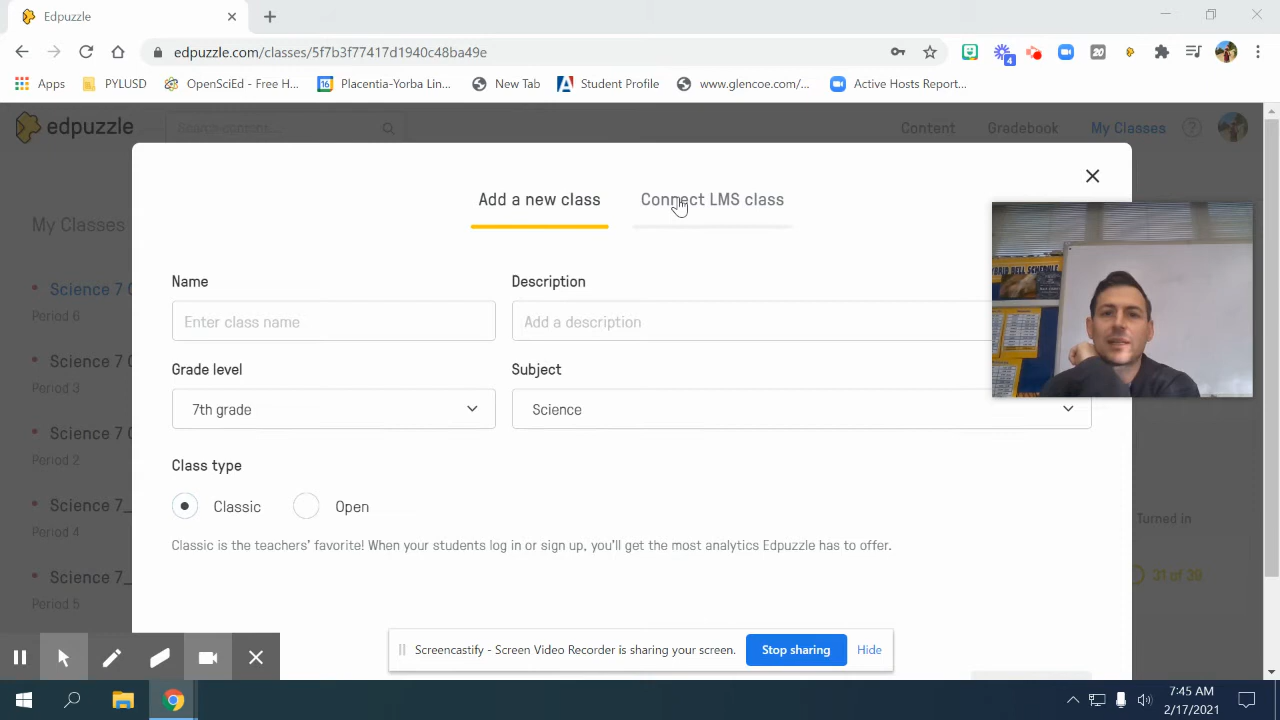 Edpuzzle
edpuzzle.com/classes/5f7b3f77417d1940c48ba49e
4
20
Apps
PYLUSD
OpenSciEd - Free H...
16
Placentia-Yorba Lin...
New Tab
Student Profile
www.glencoe.com/...
Active Hosts Report...
edpuzzle
Search content...
Content
Gradebook
My Classes
?
Add a new class
Connect LMS class
My Classes
Name
Description
Science 7
Period 6
Enter class name
Add a description
HYBRID BELL SCHEDULE
Science 7
Period 3
Grade level
Subject
7th grade
Science
Science 7
Period 2
Class type
Classic
Open
Science 7_
Period 4
Turned in
Classic is the teachers' favorite! When your students log in or sign up, you'll get the most analytics Edpuzzle has to offer.
Science 7_
Period 5
31 of 39
Screencastify - Screen Video Recorder is sharing your screen.
Stop sharing
Hide
7:45 AM
2/17/2021